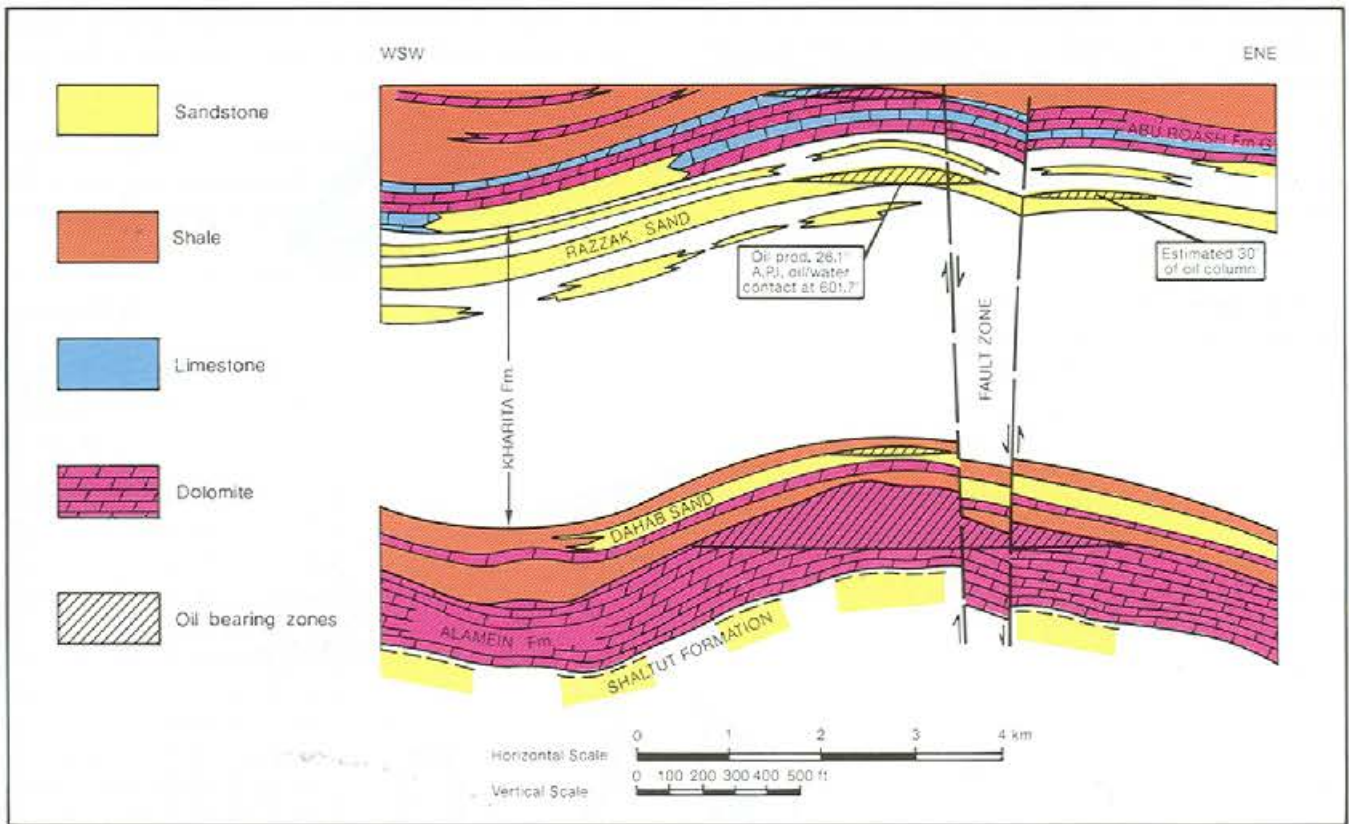 WSW
ENE
Sandstone
Shale
Limestone
Dolomite
Oil bearing zones
ABU ROASH Fm G
RAZZAK SAND
Oil prod. 26.1°
A.P.I. oil/water
contact at 601.7'
Estimated 30'
of oil column
KHARITA Fm.
FAULT ZONE
DAHAB SAND
ALAMEIN Fm.
SHALTUT FORMATION
Horizontal Scale
0 1 2 3 4 km
Vertical Scale
0 100 200 300 400 500 ft